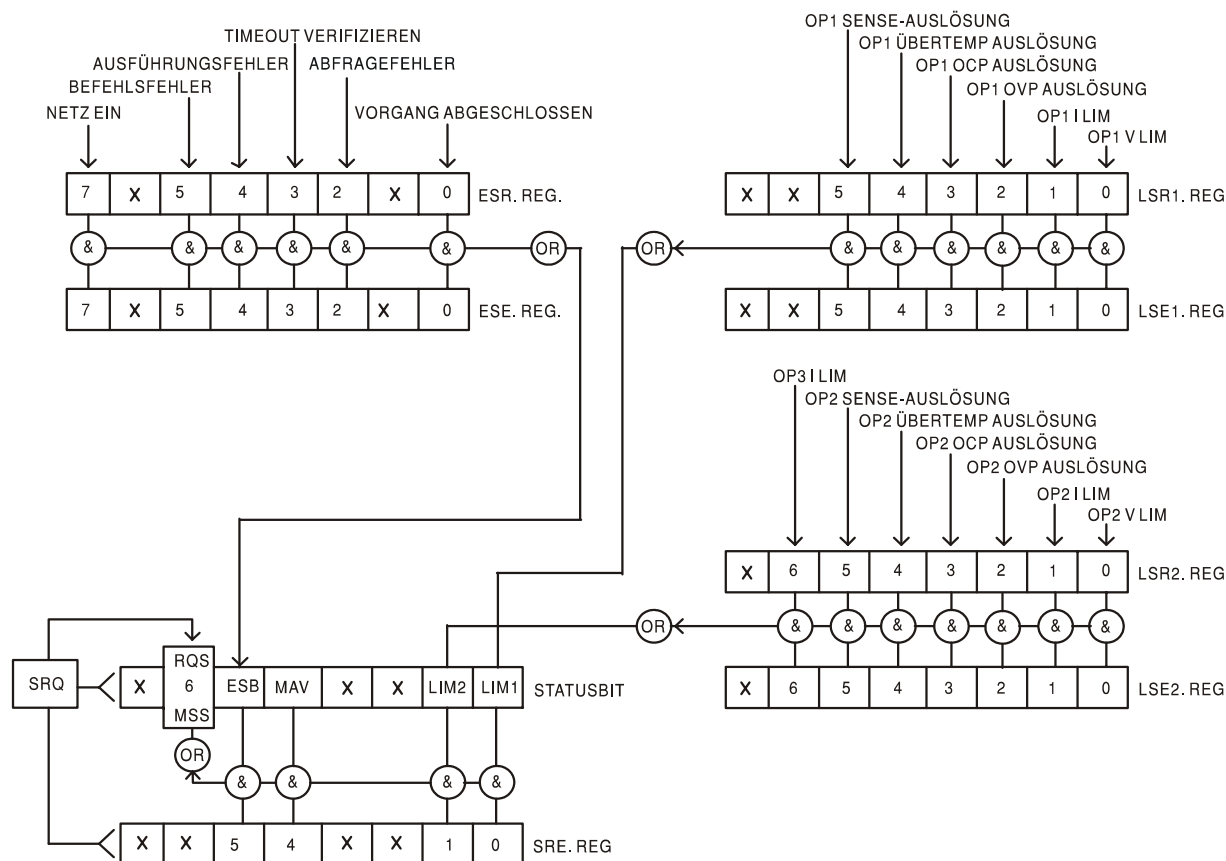 TIMEOUT VERIFIZIEREN
AUSFÜHRUNGSFEHLER ABFRAGEFEHLER
BEFEHLSFEHLER
NETZ EIN VORGANG ABGESCHLOSSEN
7 X 5 4 3 2 X 0 ESR. REG.
& & & & & & OR
7 X 5 4 3 2 X 0 ESE. REG.
OP1 SENSE-AUSLÖSUNG
OP1 ÜBERTEMP AUSLÖSUNG
OP1 OCP AUSLÖSUNG
OP1 OVP AUSLÖSUNG
OP1 I LIM
OP1 V LIM
X X 5 4 3 2 1 0 LSR1. REG
OR & & & & & &
X X 5 4 3 2 1 0 LSE1. REG
OP3 I LIM
OP2 SENSE-AUSLÖSUNG
OP2 ÜBERTEMP AUSLÖSUNG
OP2 OCP AUSLÖSUNG
OP2 OVP AUSLÖSUNG
OP2 I LIM
OP2 V LIM
X 6 5 4 3 2 1 0 LSR2. REG
OR & & & & & & &
X 6 5 4 3 2 1 0 LSE2. REG
RQS
SRQ X 6 ESB MAV X X LIM2 LIM1 STATUSBIT
MSS
OR
& & & &
X X 5 4 X X 1 0 SRE. REG